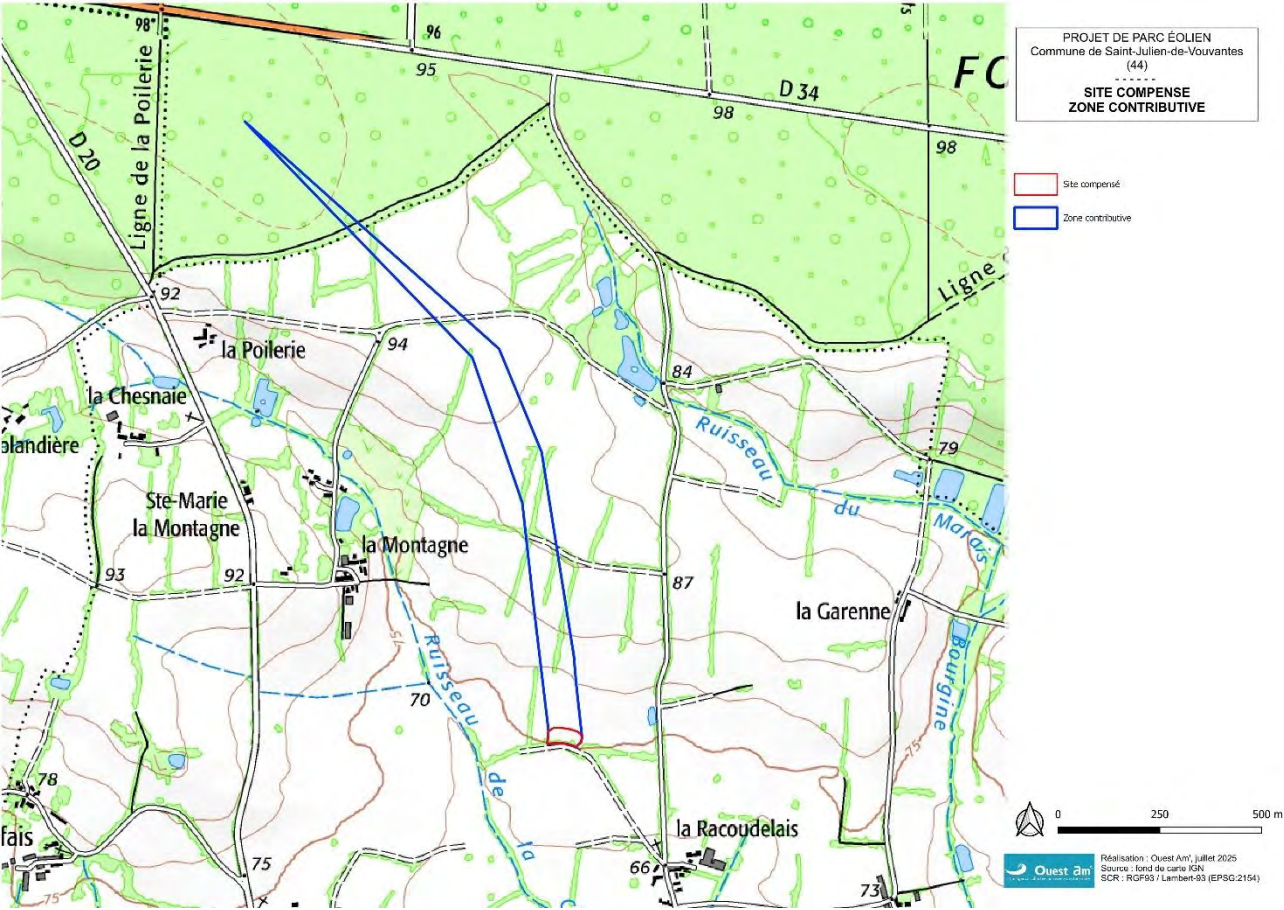 PROJET DE PARC ÉOLIEN
Commune de Saint-Julien-de-Vouvantes
(44)
SITE COMPENSE
ZONE CONTRIBUTIVE
Site compensé
Zone contributive
98
96
95
D 34
98
98
FO
D 20
Ligne de la Poilerie
Ligne
92
94
la Poilerie
84
la Chesnaie
Ruisseau
du
Marais
79
Ste-Marie
la Montagne
la Montagne
93
92
87
la Garenne
75
Ruisseau
de
la
70
Bourgine
75
78
fais
75
75
la Racoudelais
66
73
0 250 500 m
Ouest am'
Réalisation : Ouest Am', juillet 2025
Source : fond de carte IGN
SCR : RGF93 / Lambert-93 (EPSG:2154)